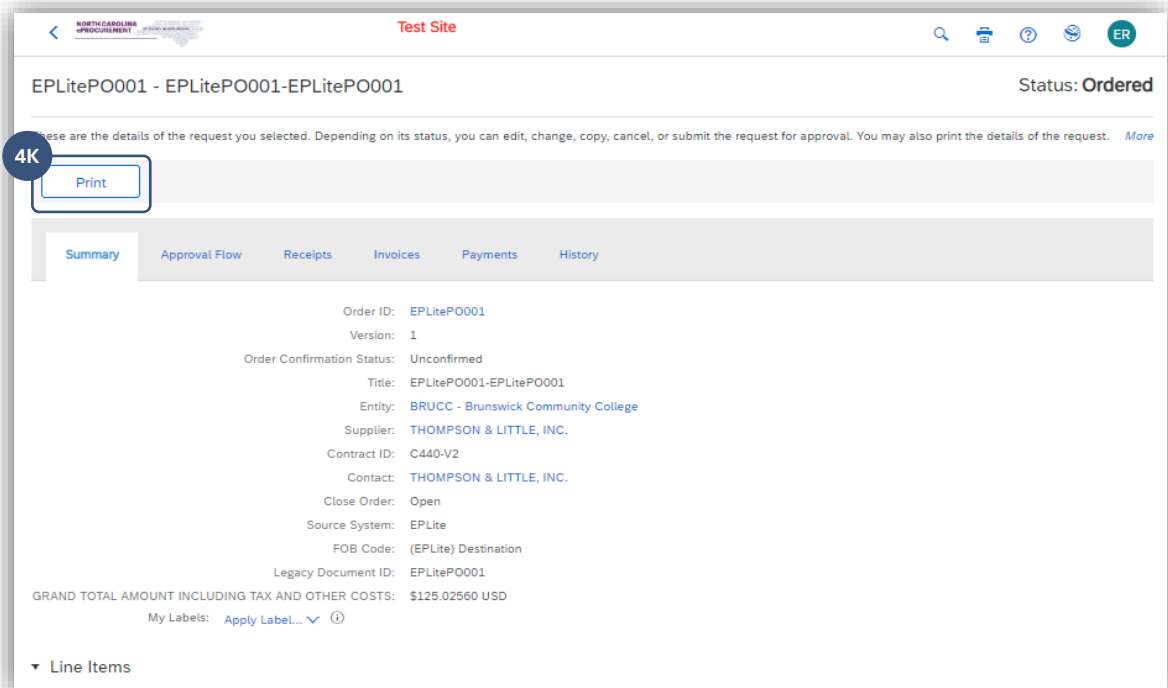 NORTH CAROLINA
ePROCUREMENT
Test Site
ER
EPLitePO001 - EPLitePO001-EPLitePO001
Status: Ordered
hese are the details of the request you selected. Depending on its status, you can edit, change, copy, cancel, or submit the request for approval. You may also print the details of the request. More
4K
Print
Summary Approval Flow Receipts Invoices Payments History
Order ID: EPLitePO001
Version: 1
Order Confirmation Status: Unconfirmed
Title: EPLitePO001-EPLitePO001
Entity: BRUCC - Brunswick Community College
Supplier: THOMPSON & LITTLE, INC.
Contract ID: C440-V2
Contact: THOMPSON & LITTLE, INC.
Close Order: Open
Source System: EPLite
FOB Code: (EPLite) Destination
Legacy Document ID: EPLitePO001
GRAND TOTAL AMOUNT INCLUDING TAX AND OTHER COSTS: $125.02560 USD
My Labels: Apply Label...
Line Items